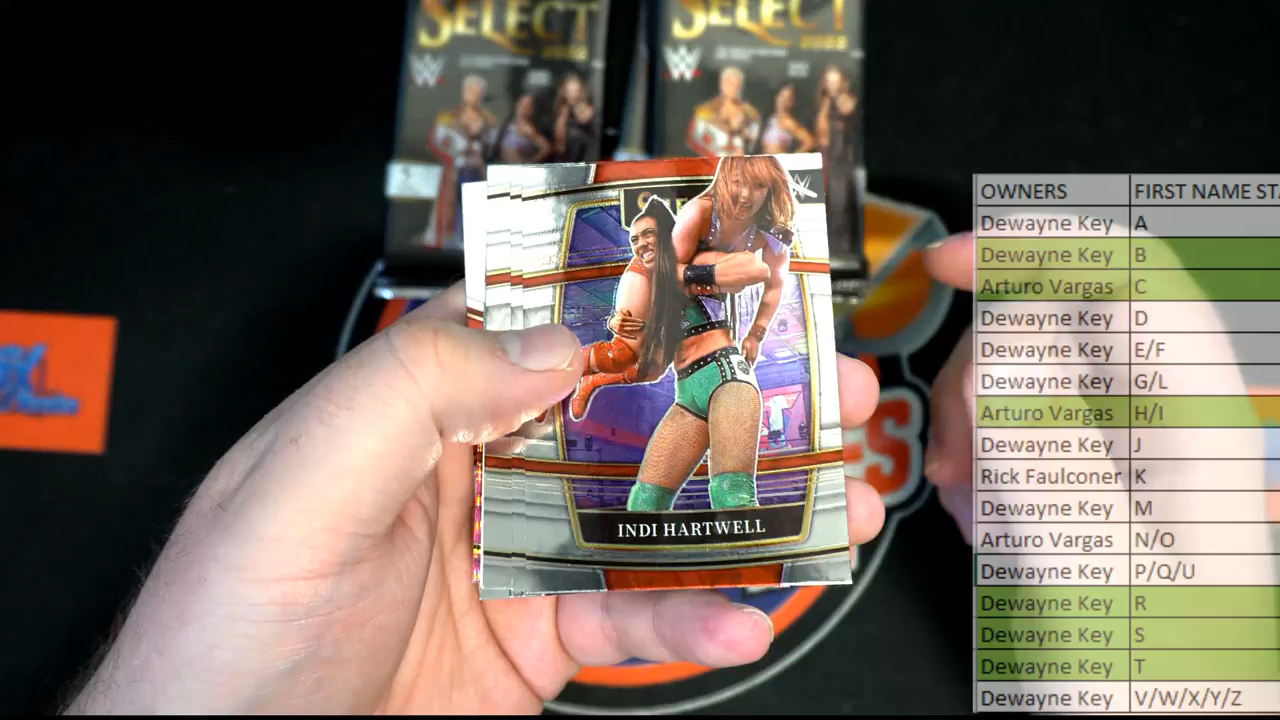 SELECT
2022
SELECT
2022
INDI HARTWELL
OWNERS FIRST NAME ST
Dewayne Key A
Dewayne Key B
Arturo Vargas C
Dewayne Key D
Dewayne Key E/F
Dewayne Key G/L
Arturo Vargas H/I
Dewayne Key J
Rick Faulconer K
Dewayne Key M
Arturo Vargas N/O
Dewayne Key P/Q/U
Dewayne Key R
Dewayne Key S
Dewayne Key T
Dewayne Key V/W/X/Y/Z